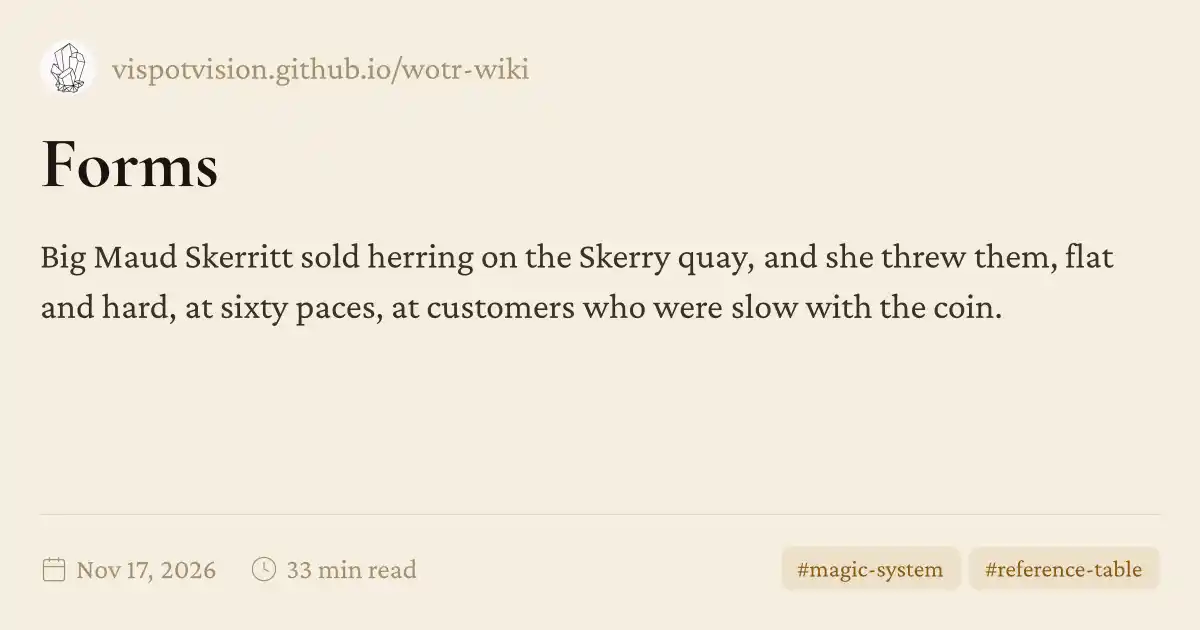 vispotvision.github.io/wotr-wiki
Forms
Big Maud Skerritt sold herring on the Skerry quay, and she threw them, flat
and hard, at sixty paces, at customers who were slow with the coin.
Nov 17, 2026
33 min read
#magic-system
#reference-table